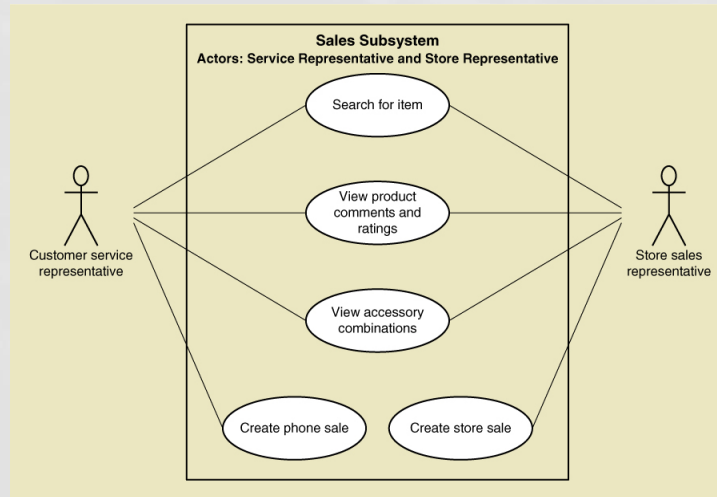 Sales Subsystem
Actors: Service Representative and Store Representative
Search for item
View product
comments and
ratings
Customer service
representative
Store sales
representative
View accessory
combinations
Create phone sale
Create store sale